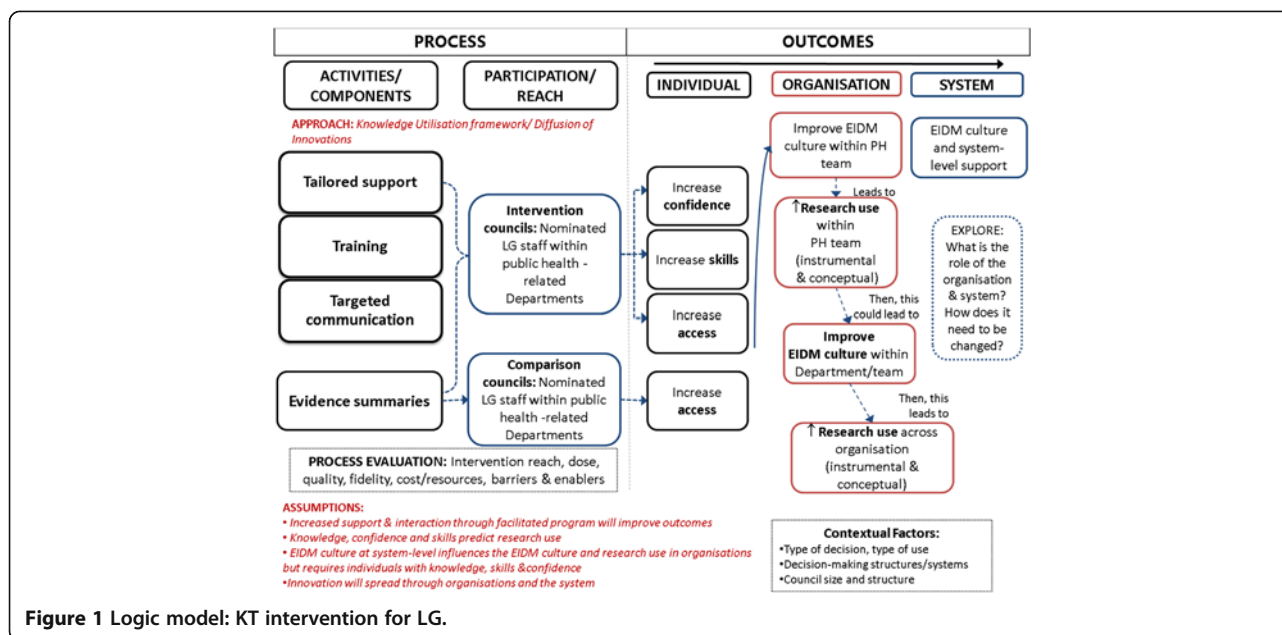 PROCESS
OUTCOMES
ACTIVITIES/
COMPONENTS
PARTICIPATION/
REACH
INDIVIDUAL
ORGANISATION
SYSTEM
APPROACH: Knowledge Utilisation framework/ Diffusion of
Innovations
Tailored support
Training
Targeted
communication
Evidence summaries
Intervention
councils: Nominated
LG staff within
public health -
related
Departments
Comparison
councils: Nominated
LG staff within public
health -related
Departments
Increase
confidence
Increase skills
Increase
access
Increase
access
Improve EIDM
culture within PH
team
Leads to
↑Research use
within
PH team
(instrumental
& conceptual)
Then, this
could lead to
Improve
EIDM culture within
Department/team
Then, this
leads to
↑ Research use across
organisation
(instrumental &
conceptual)
EIDM culture
and system-
level support
EXPLORE:
What is the
role of the
organisation
& system?
How does it
need to be
changed?
PROCESS EVALUATION: Intervention reach, dose,
quality, fidelity, cost/resources, barriers & enablers
ASSUMPTIONS:
• Increased support & interaction through facilitated program will improve outcomes
• Knowledge, confidence and skills predict research use
• EIDM culture at system-level influences the EIDM culture and research use in organisations
but requires individuals with knowledge, skills &confidence
•Innovation will spread through organisations and the system
Contextual Factors:
•Type of decision, type of use
•Decision-making structures/systems
•Council size and structure
Figure 1 Logic model: KT intervention for LG.